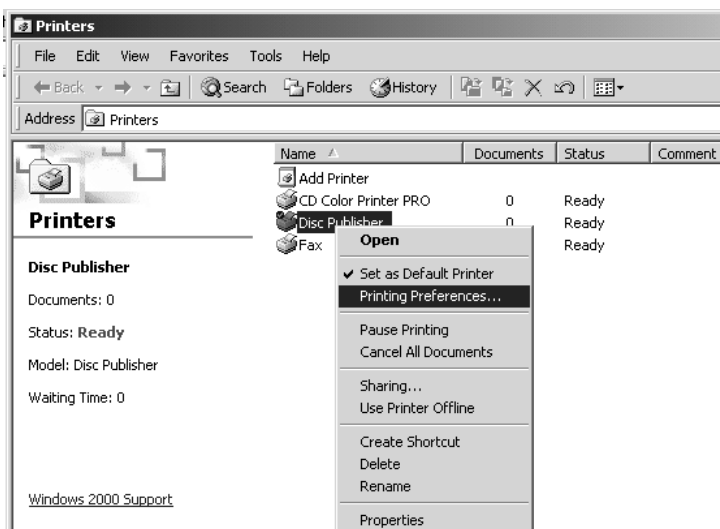 Printers
File Edit View Favorites Tools Help
Back Search Folders History
Address Printers
Name Documents Status Comment
Add Printer
CD Color Printer PRO 0 Ready
Disc Publisher 0 Ready
Fax Ready
Printers
Disc Publisher
Documents: 0
Status: Ready
Model: Disc Publisher
Waiting Time: 0
Windows 2000 Support
Open
Set as Default Printer
Printing Preferences...
Pause Printing
Cancel All Documents
Sharing...
Use Printer Offline
Create Shortcut
Delete
Rename
Properties